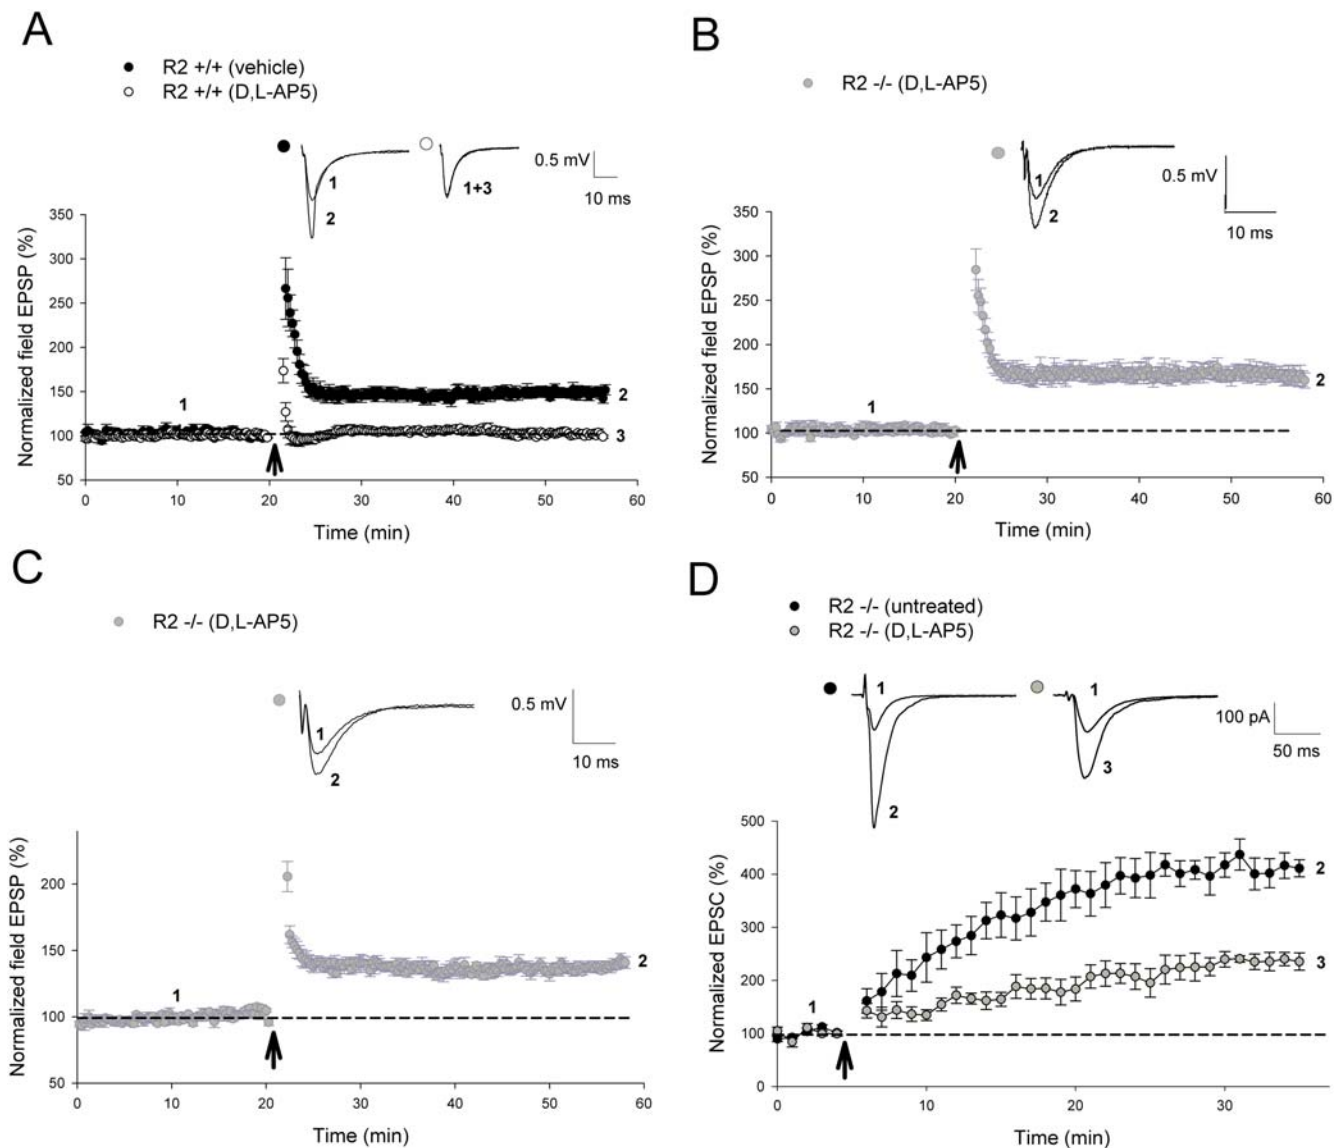 A
R2 +/+ (vehicle)
R2 +/+ (D,L-AP5)
1
2
1+3
0.5 mV
10 ms
Normalized field EPSP (%)
350
300
250
200
150
100
50
1
2
3
0 10 20 30 40 50 60
Time (min)
B
R2 -/- (D,L-AP5)
1
2
0.5 mV
10 ms
Normalized field EPSP (%)
350
300
250
200
150
100
50
1
2
0 10 20 30 40 50 60
Time (min)
C
R2 -/- (D,L-AP5)
1
2
0.5 mV
10 ms
Normalized field EPSP (%)
200
150
100
50
1
2
0 10 20 30 40 50 60
Time (min)
D
R2 -/- (untreated)
R2 -/- (D,L-AP5)
1
2
1
3
100 pA
50 ms
Normalized EPSC (%)
500
400
300
200
100
0
1
2
3
0 10 20 30
Time (min)